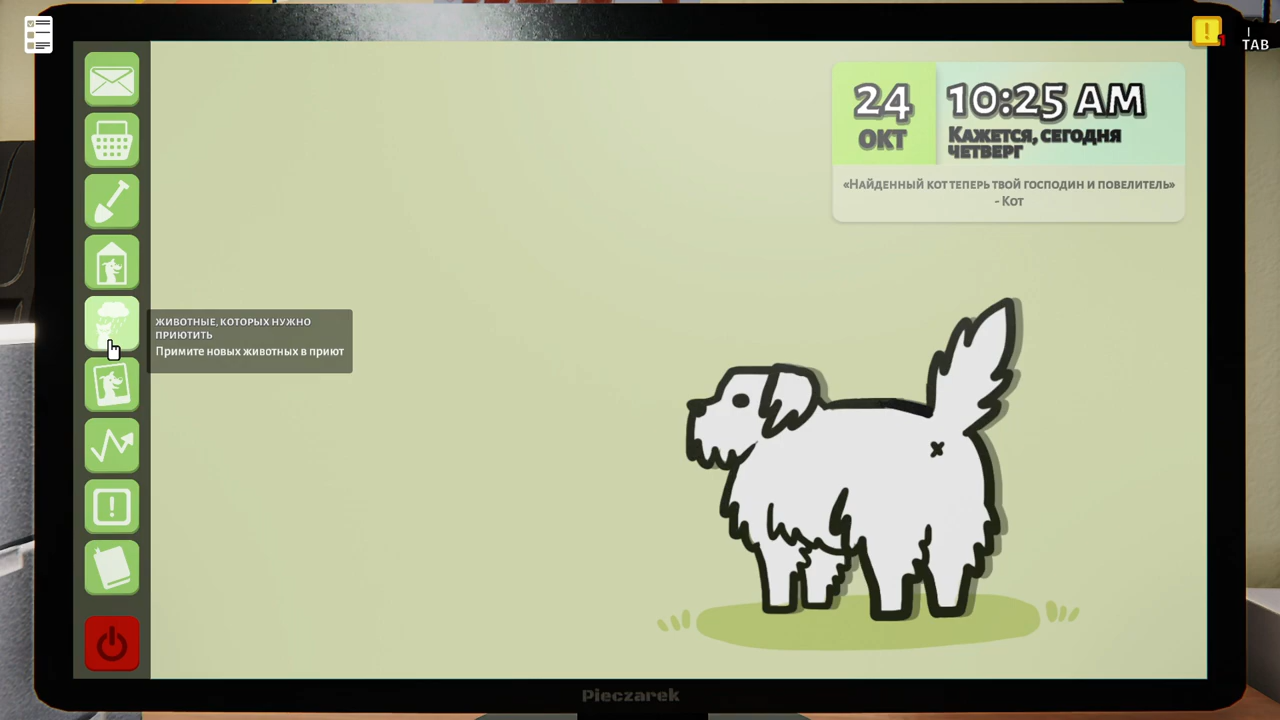 TAB
24
ОКТ
10:25 AM
Кажется, сегодня
четверг
«Найденный кот теперь твой господин и повелитель»
- Кот
ЖИВОТНЫЕ, КОТОРЫХ НУЖНО
ПРИЮТИТЬ
Примите новых животных в приют
Pieczarek